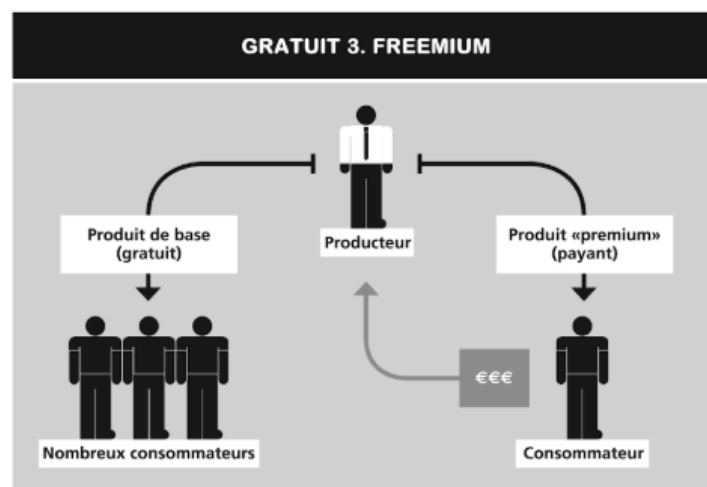 GRATUIT 3. FREEMIUM
Produit de base
(gratuit)
Producteur
Produit «premium»
(payant)
€€€
Nombreux consommateurs
Consommateur